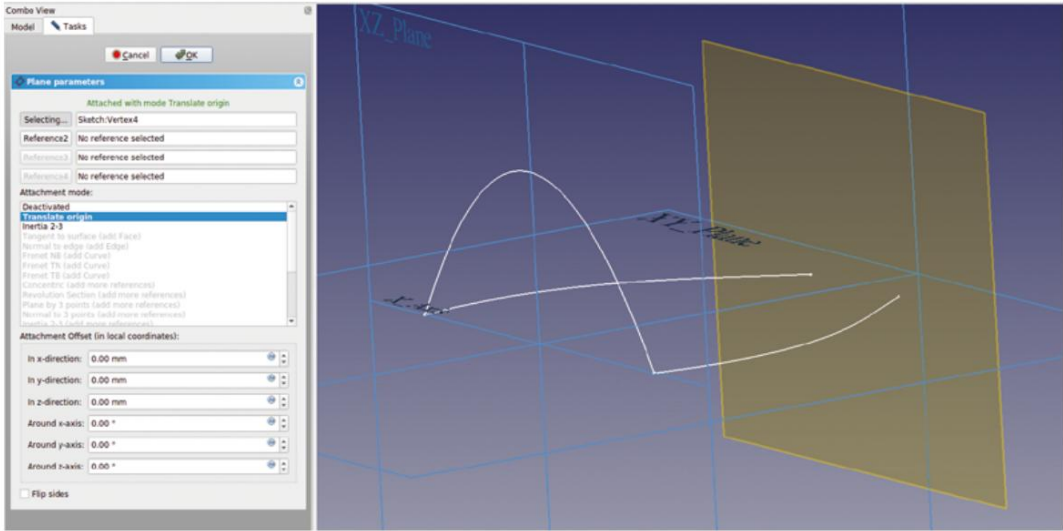 Combo View
Model Tasks
Cancel OK
Plane parameters
Attached with mode Translate origin
Selecting... Sketch:Vertex4
Reference2 No reference selected
Reference3 No reference selected
Reference4 No reference selected
Attachment mode:
Deactivated
Translate origin
Inertia 2-3
Tangent to surface (add Face)
Normal to edge (add Edge)
Frenet NB (add Curve)
Frenet TN (add Curve)
Frenet TB (add Curve)
Concentric (add more references)
Revolution Section (add more references)
Plane by 3 points (add more references)
Normal to 3 points (add more references)
Inertia 2-3 (add more references)
Attachment Offset (in local coordinates):
In x-direction: 0.00 mm
In y-direction: 0.00 mm
In z-direction: 0.00 mm
Around x-axis: 0.00 °
Around y-axis: 0.00 °
Around z-axis: 0.00 °
Flip sides
XZ_Plane
XY_Plane